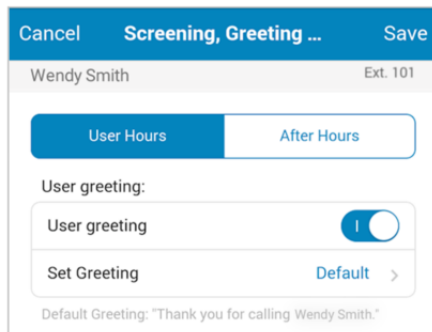 Cancel Screening, Greeting ... Save
Wendy Smith Ext. 101
User Hours After Hours
User greeting:
User greeting
Set Greeting Default
Default Greeting: "Thank you for calling Wendy Smith."